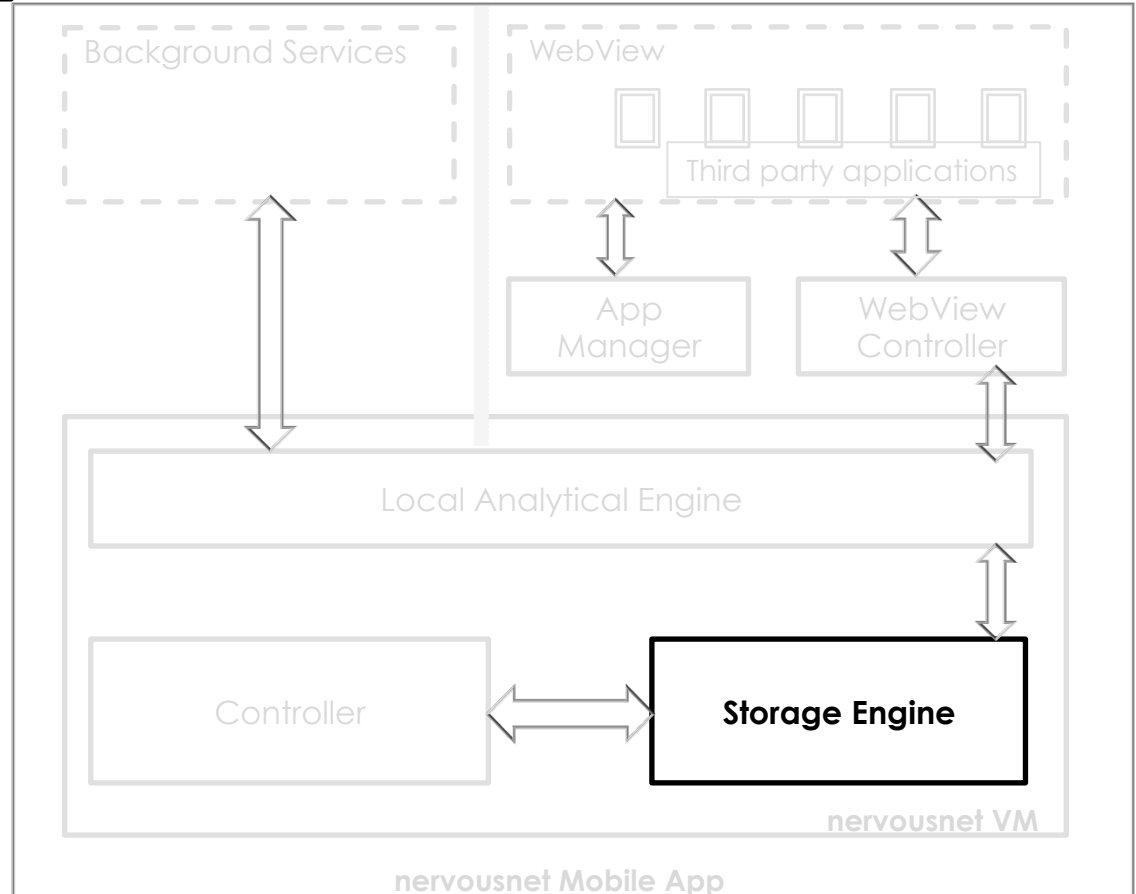 Background Services
WebView
Third party applications
App
Manager
WebView
Controller
Local Analytical Engine
Controller
Storage Engine
nervousnet VM
nervousnet Mobile App